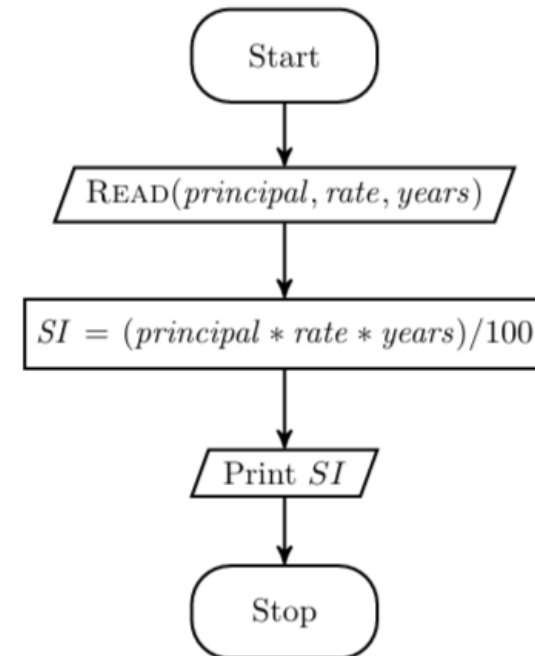 Start
READ(principal, rate, years)
SI = (principal * rate * years)/100
Print SI
Stop